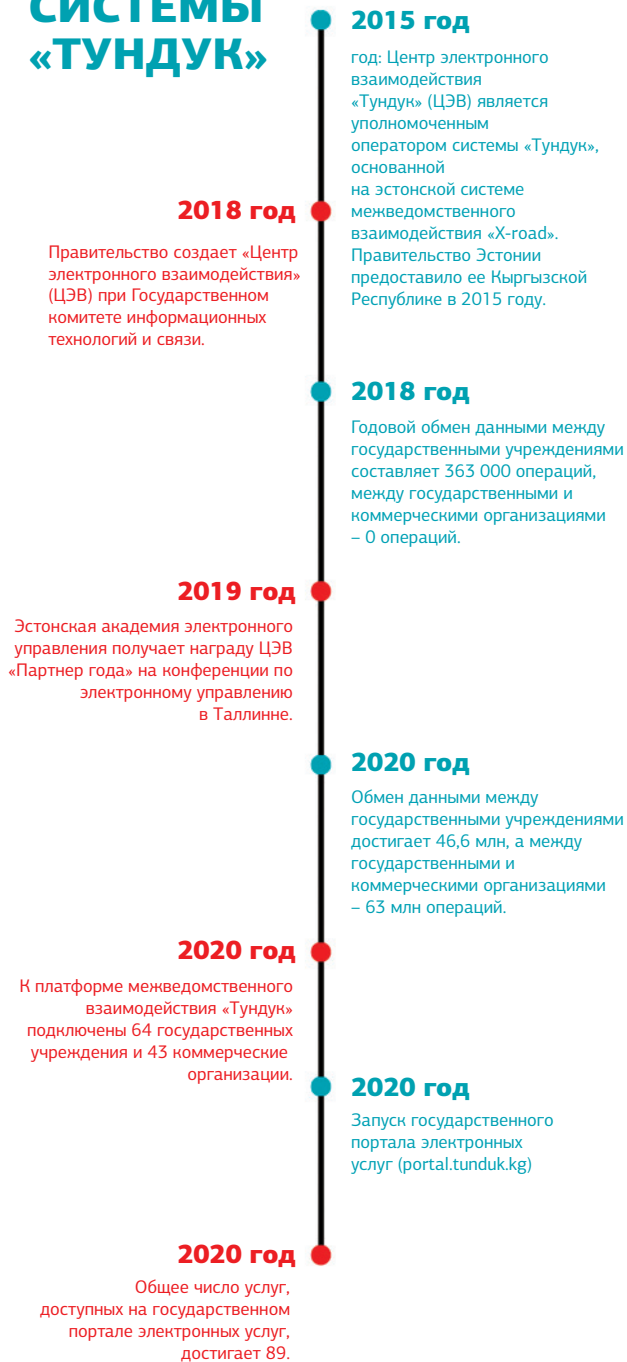 СИСТЕМЫ
«ТУНДУК»
2015 год
год: Центр электронного
взаимодействия
«Тундук» (ЦЭВ) является
уполномоченным
оператором системы «Тундук»,
основанной
на эстонской системе
межведомственного
взаимодействия «X-road».
Правительство Эстонии
предоставило ее Кыргызской
Республике в 2015 году.
2018 год
Правительство создает «Центр
электронного взаимодействия»
(ЦЭВ) при Государственном
комитете информационных
технологий и связи.
2018 год
Годовой обмен данными между
государственными учреждениями
составляет 363 000 операций,
между государственными и
коммерческими организациями
– 0 операций.
2019 год
Эстонская академия электронного
управления получает награду ЦЭВ
«Партнер года» на конференции по
электронному управлению
в Таллинне.
2020 год
Обмен данными между
государственными учреждениями
достигает 46,6 млн, а между
государственными и
коммерческими организациями
– 63 млн операций.
2020 год
К платформе межведомственного
взаимодействия «Тундук»
подключены 64 государственных
учреждения и 43 коммерческие
организации.
2020 год
Запуск государственного
портала электронных
услуг (portal.tunduk.kg)
2020 год
Общее число услуг,
доступных на государственном
портале электронных услуг,
достигает 89.